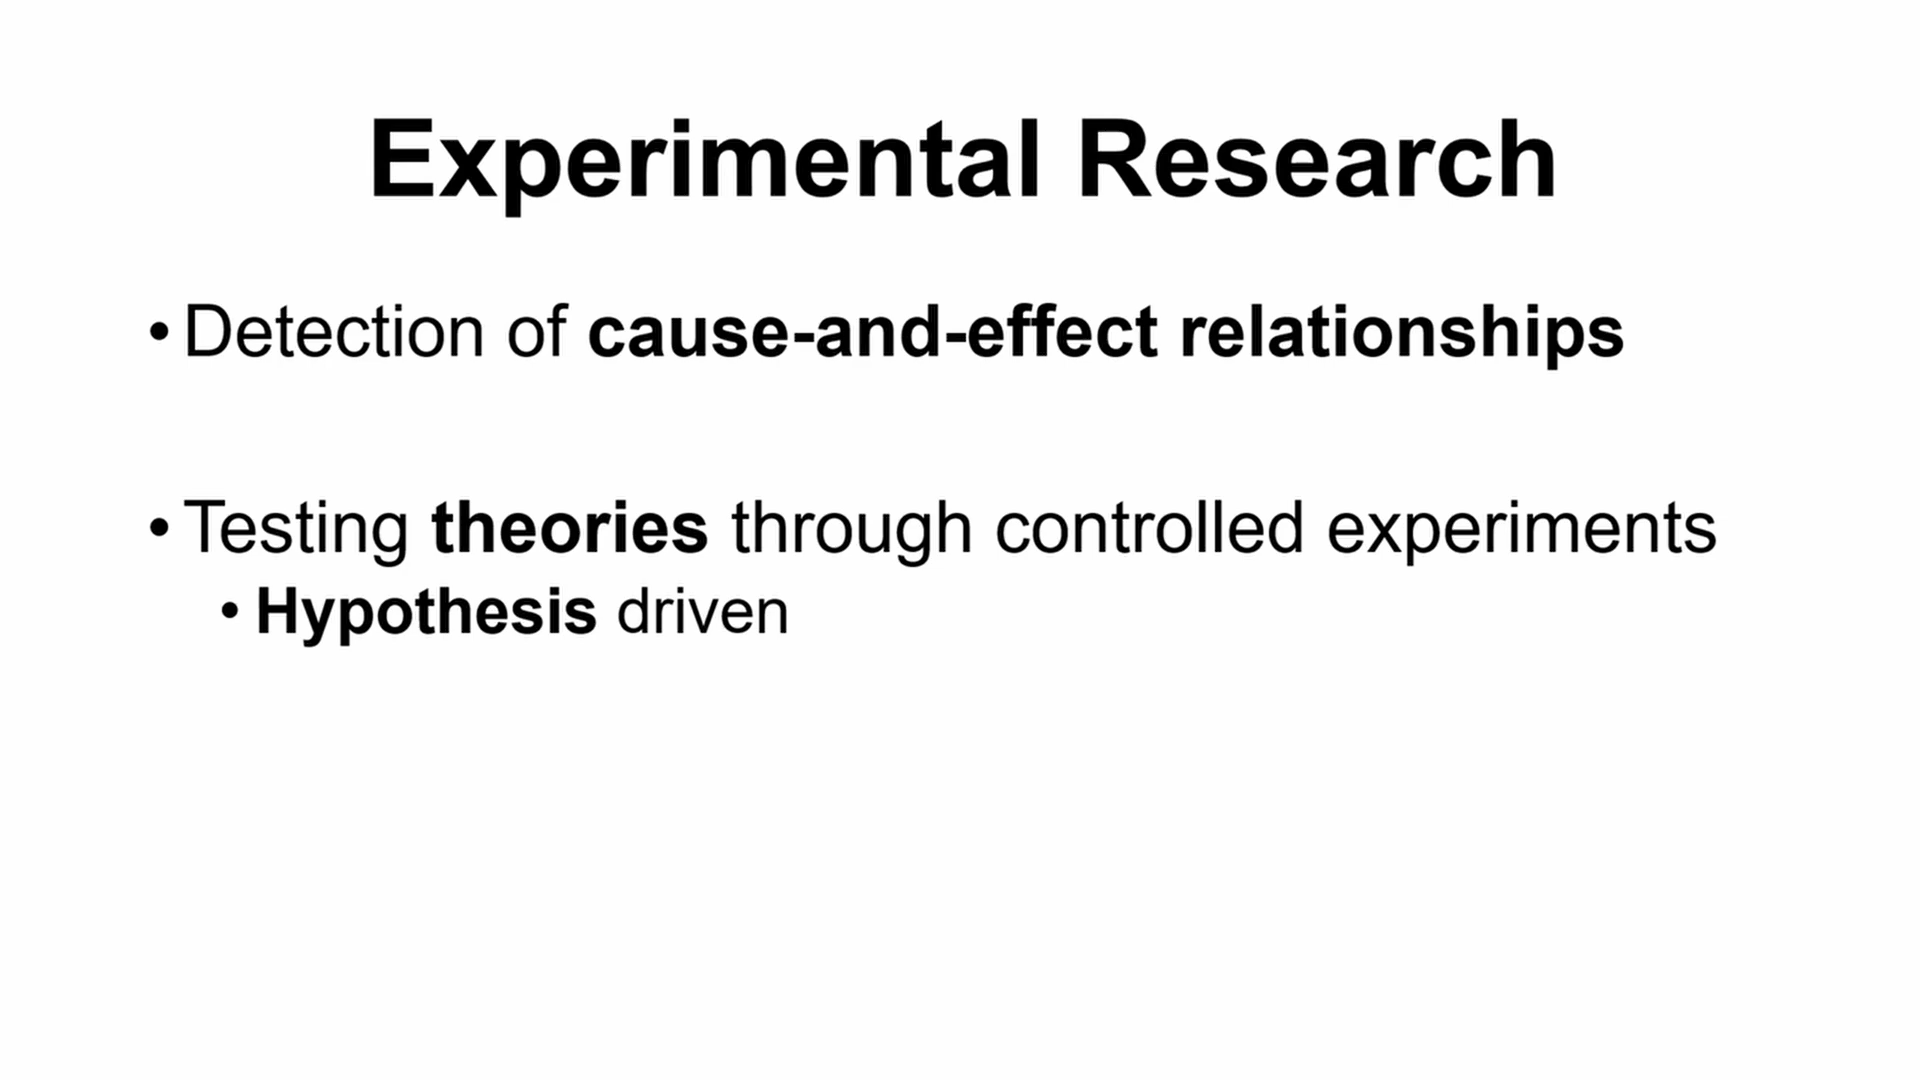 Experimental Research
• Detection of cause-and-effect relationships
• Testing theories through controlled experiments
• Hypothesis driven